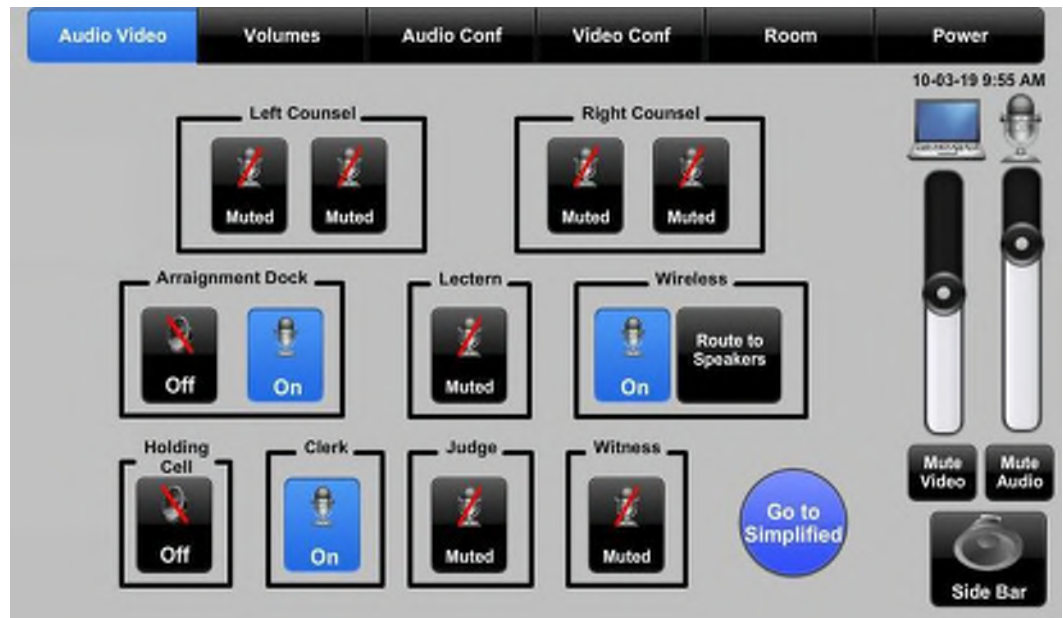 Audio Video
Volumes
Audio Conf
Video Conf
Room
Power
10-03-19 9:55 AM
Left Counsel
Muted
Muted
Right Counsel
Muted
Muted
Arraignment Dock
Off
On
Lectern
Muted
Wireless
On
Route to
Speakers
Holding
Cell
Off
Clerk
On
Judge
Muted
Witness
Muted
Go to
Simplified
Mute
Video
Mute
Audio
Side Bar